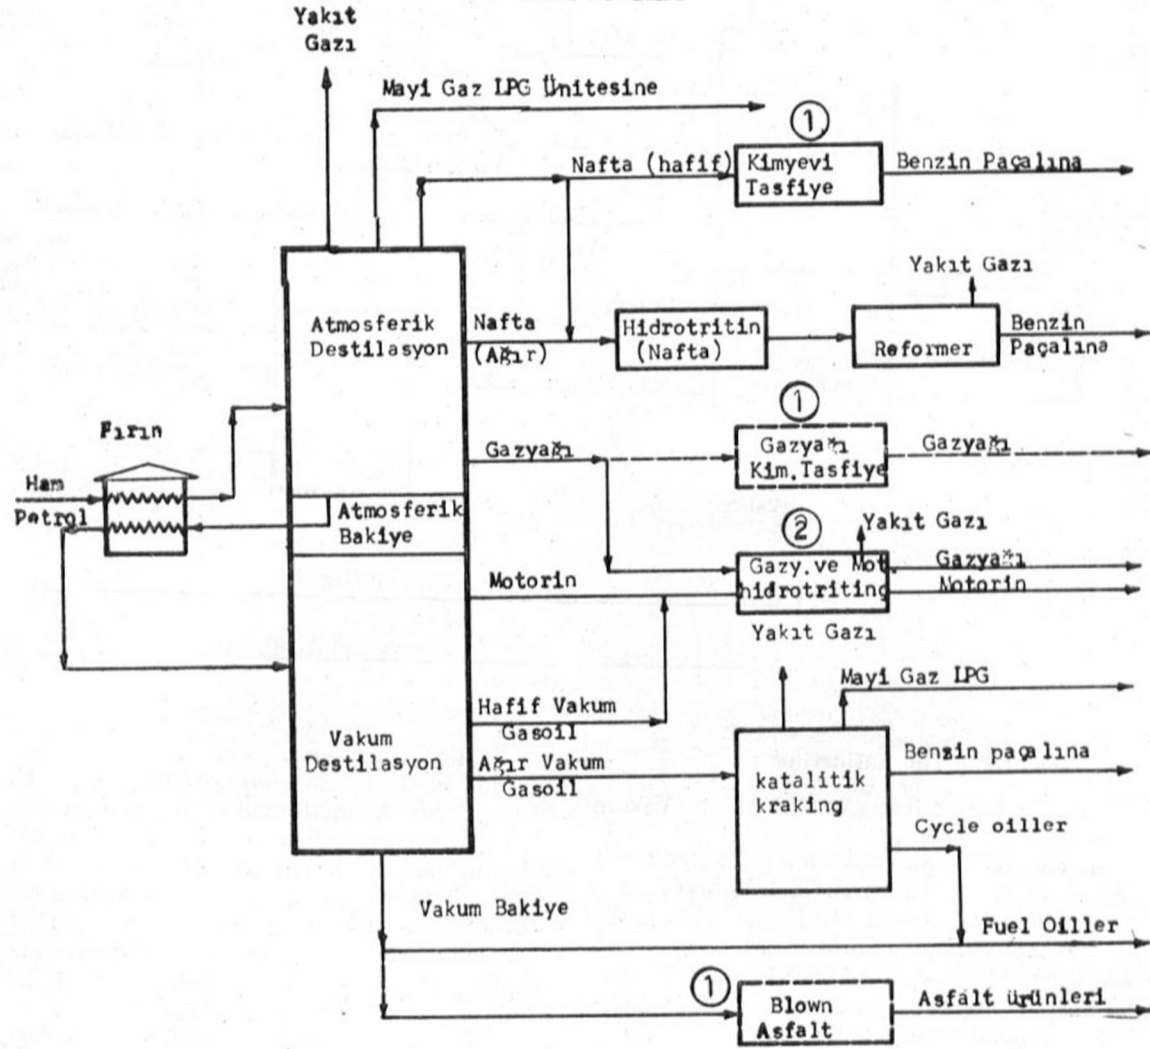 Yakıt
Gazı
Mayi Gaz LPG Ünitesine
1
Nafta (hafif)
Kimyevi
Tasfiye
Benzin Paçalına
Yakıt Gazı
Atmosferik
Destilasyon
Nafta
(Ağır)
Hidrotritin
(Nafta)
Reformer
Benzin
Paçalına
1
Fırın
Gazyağı
Gazyağı
Kim.Tasfiye
Gazyağı
Ham
Petrol
Atmosferik
Bakiye
2
Yakıt Gazı
Motorin
Gazy.ve Mot
hidrotriting
Gazyağı
Motorin
Yakıt Gazı
Mayi Gaz LPG
Hafif Vakum
Gasoil
Vakum
Destilasyon
Ağır Vakum
Gasoil
katalitik
kraking
Benzin paçalına
Cycle oiller
Vakum Bakiye
Fuel Oiller
1
Blown
Asfalt
Asfalt ürünleri